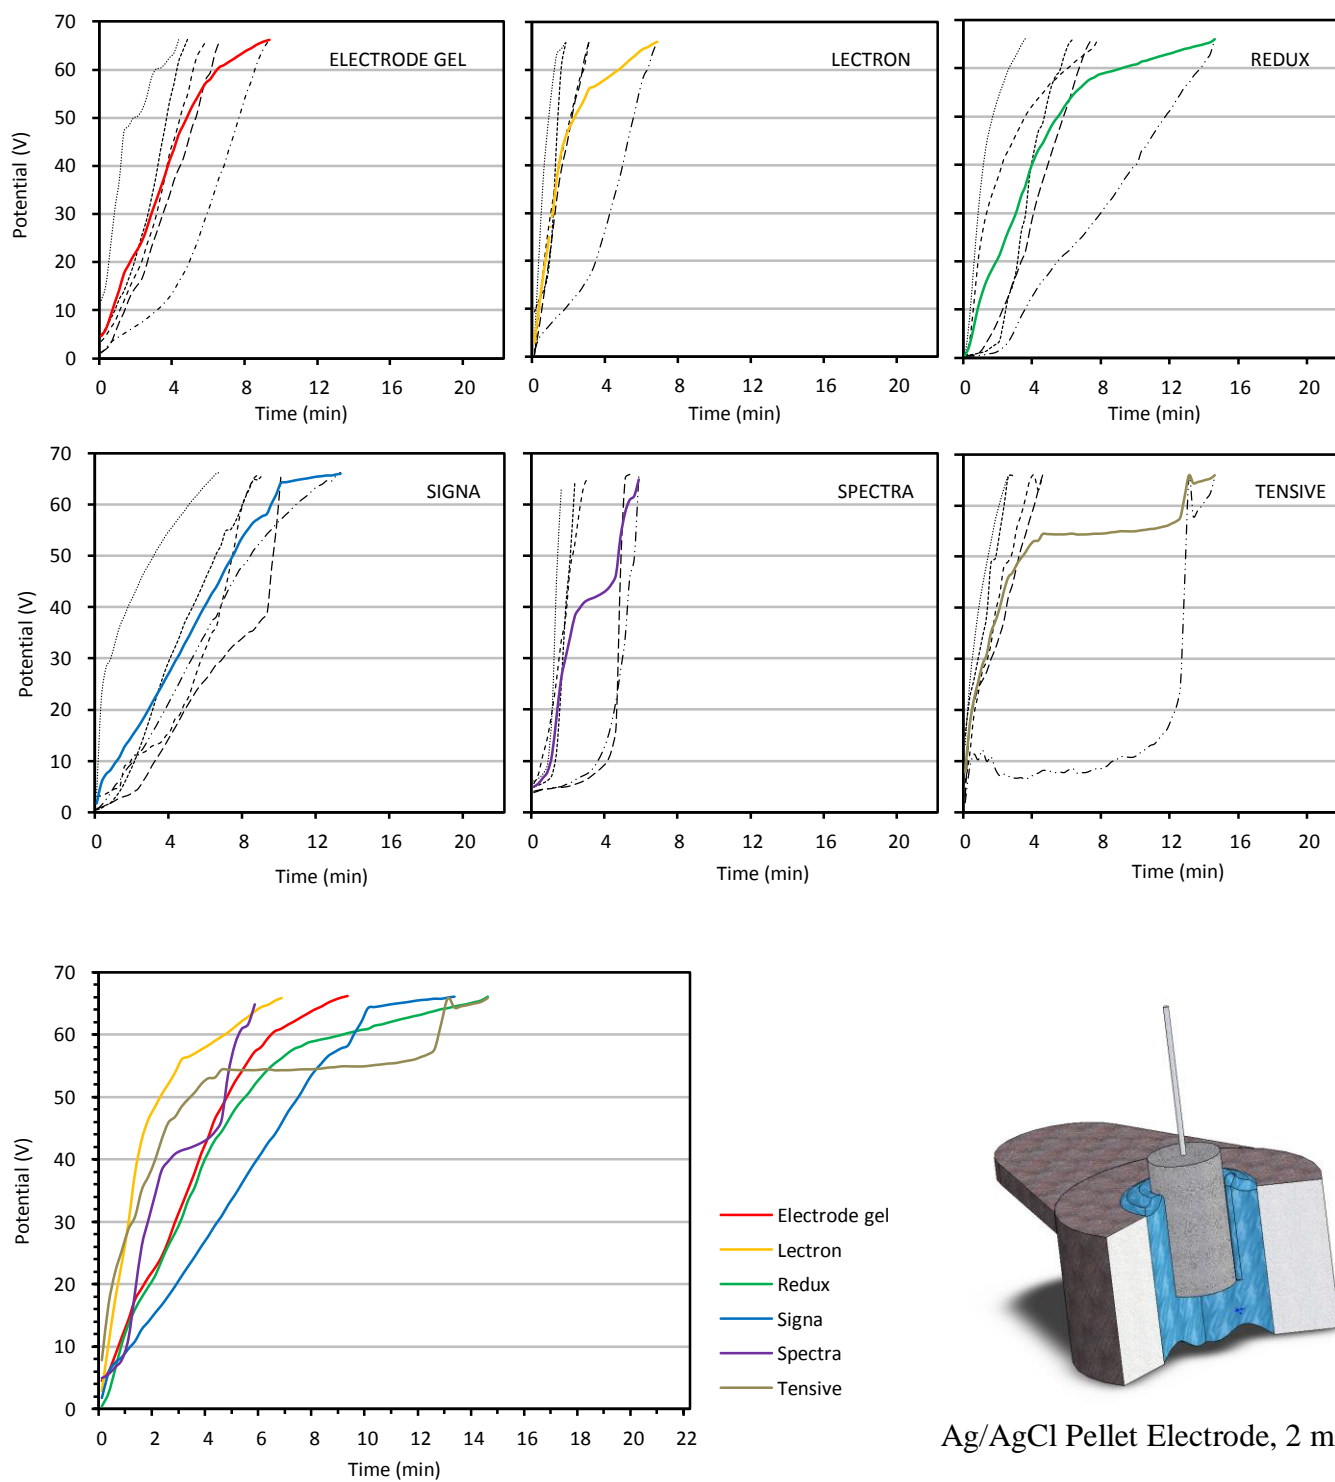 70
60
50
40
30
20
10
0
Potential (V)
ELECTRODE GEL
0 4 8 12 16 20
Time (min)
LECTRON
0 4 8 12 16 20
Time (min)
REDUX
0 4 8 12 16 20
Time (min)
70
60
50
40
30
20
10
0
Potential (V)
SIGNA
0 4 8 12 16 20
Time (min)
SPECTRA
0 4 8 12 16 20
Time (min)
TENSIVE
0 4 8 12 16 20
Time (min)
70
60
50
40
30
20
10
0
Potential (V)
0 2 4 6 8 10 12 14 16 18 20 22
Time (min)
Electrode gel
Lectron
Redux
Signa
Spectra
Tensive
Ag/AgCl Pellet Electrode, 2 m